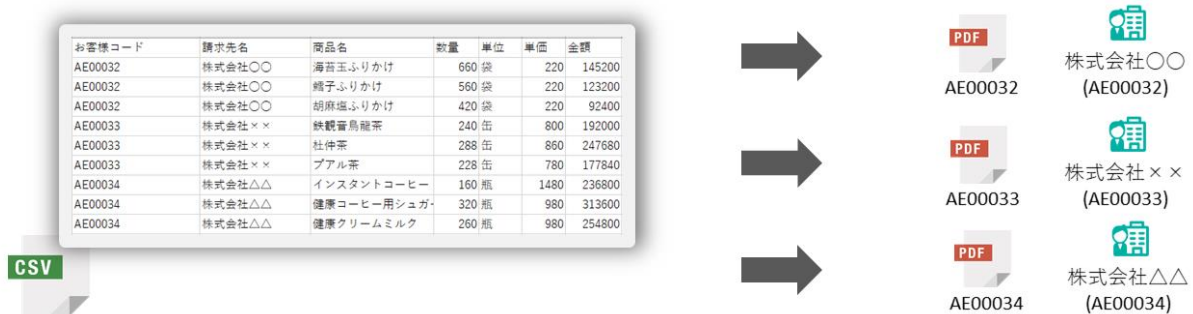 お客様コード 請求先名 商品名 数量 単位 単価 金額
AE00032 株式会社〇〇 海苔玉ふりかけ 660 袋 220 145200
AE00032 株式会社〇〇 鱈子ふりかけ 560 袋 220 123200
AE00032 株式会社〇〇 胡麻塩ふりかけ 420 袋 220 92400
AE00033 株式会社×× 鉄観音烏龍茶 240 缶 800 192000
AE00033 株式会社×× 杜仲茶 288 缶 860 247680
AE00033 株式会社×× プアル茶 228 缶 780 177840
AE00034 株式会社△△ インスタントコーヒー 160 瓶 1480 236800
AE00034 株式会社△△ 健康コーヒー用シュガー 320 瓶 980 313600
AE00034 株式会社△△ 健康クリームミルク 260 瓶 980 254800
CSV
PDF
AE00032
株式会社〇〇
(AE00032)
PDF
AE00033
株式会社××
(AE00033)
PDF
AE00034
株式会社△△
(AE00034)